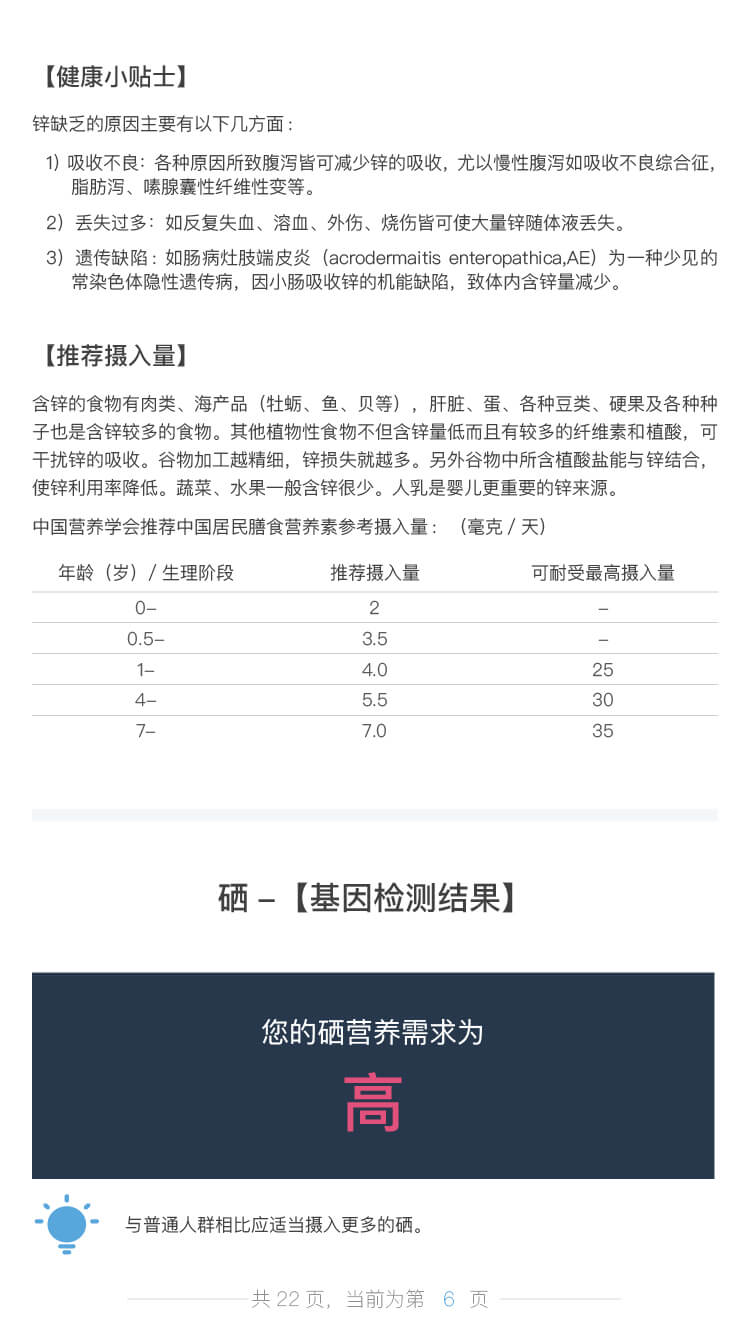 【健康小贴士】
锌缺乏的原因主要有以下几方面：
1) 吸收不良：各种原因所致腹泻皆可减少锌的吸收，尤以慢性腹泻如吸收不良综合征，
脂肪泻、嗉腺囊性纤维性变等。
2) 丢失过多：如反复失血、溶血、外伤、烧伤皆可使大量锌随体液丢失。
3) 遗传缺陷：如肠病灶肢端皮炎（acrodermaitis enteropathica,AE）为一种少见的
常染色体隐性遗传病，因小肠吸收锌的机能缺陷，致体内含锌量减少。
【推荐摄入量】
含锌的食物有肉类、海产品（牡蛎、鱼、贝等），肝脏、蛋、各种豆类、硬果及各种种
子也是含锌较多的食物。其他植物性食物不但含锌量低而且有较多的纤维素和植酸，可
干扰锌的吸收。谷物加工越精细，锌损失就越多。另外谷物中所含植酸盐能与锌结合，
使锌利用率降低。蔬菜、水果一般含锌很少。人乳是婴儿更重要的锌来源。
中国营养学会推荐中国居民膳食营养素参考摄入量：（毫克 / 天）
年龄（岁）/ 生理阶段 推荐摄入量 可耐受最高摄入量
0– 2 –
0.5– 3.5 –
1– 4.0 25
4– 5.5 30
7– 7.0 35
硒 –【基因检测结果】
您的硒营养需求为
高
与普通人群相比应适当摄入更多的硒。
共 22 页，当前为第 6 页